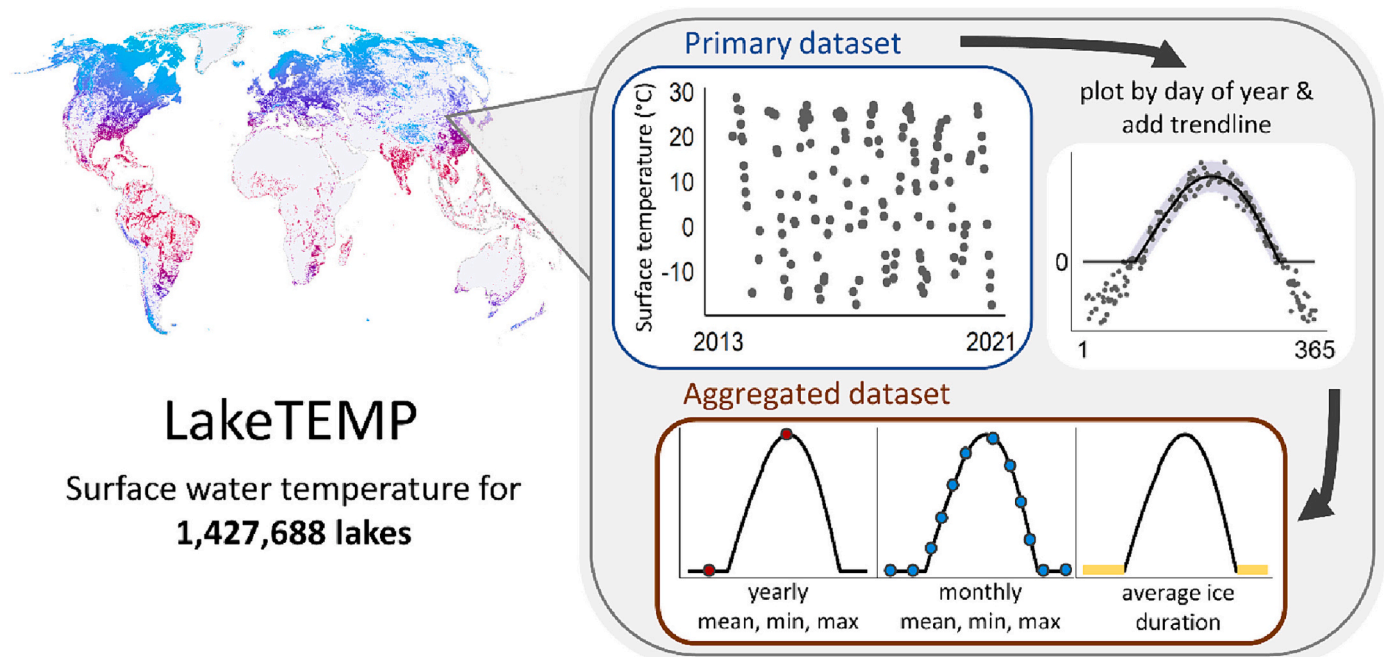 LakeTEMP
Surface water temperature for
1,427,688 lakes
Primary dataset
Surface temperature (°C)
30
20
10
0
-10
2013
2021
plot by day of year &
add trendline
0
1
365
Aggregated dataset
yearly
mean, min, max
monthly
mean, min, max
average ice
duration